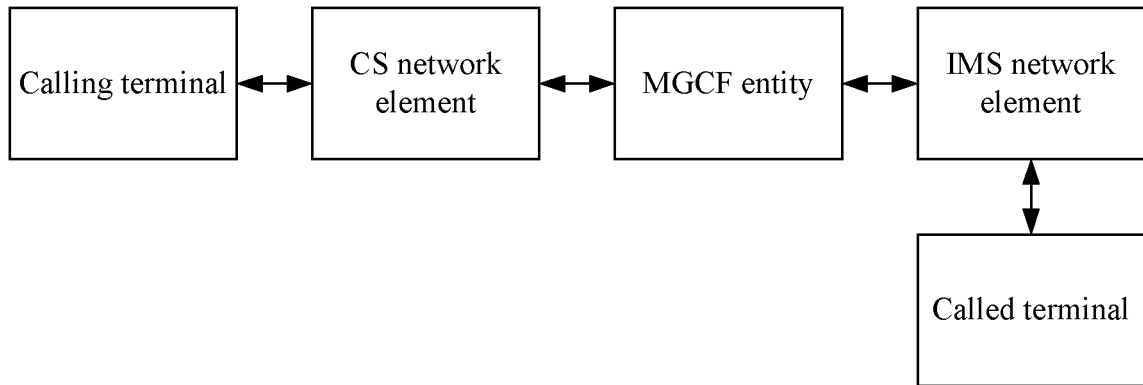 Calling terminal
CS network
element
MGCF entity
IMS network
element
Called terminal